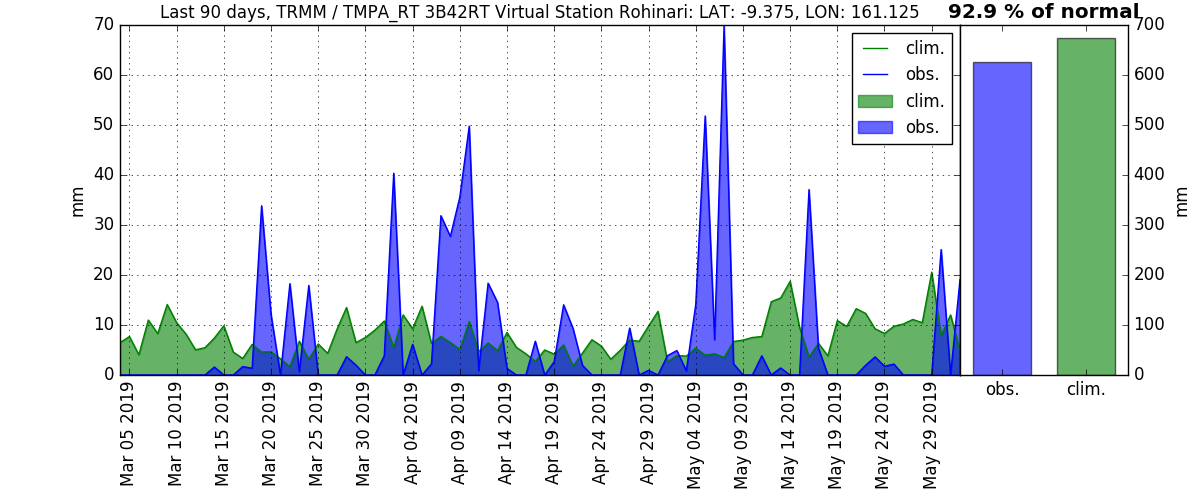 Last 90 days, TRMM / TMPA_RT 3B42RT Virtual Station Rohinari: LAT: -9.375, LON: 161.125
92.9 % of normal
70
60
50
40
30
20
10
0
mm
clim.
obs.
clim.
obs.
700
600
500
400
300
200
100
0
mm
Mar 05 2019
Mar 10 2019
Mar 15 2019
Mar 20 2019
Mar 25 2019
Mar 30 2019
Apr 04 2019
Apr 09 2019
Apr 14 2019
Apr 19 2019
Apr 24 2019
Apr 29 2019
May 04 2019
May 09 2019
May 14 2019
May 19 2019
May 24 2019
May 29 2019
obs.
clim.